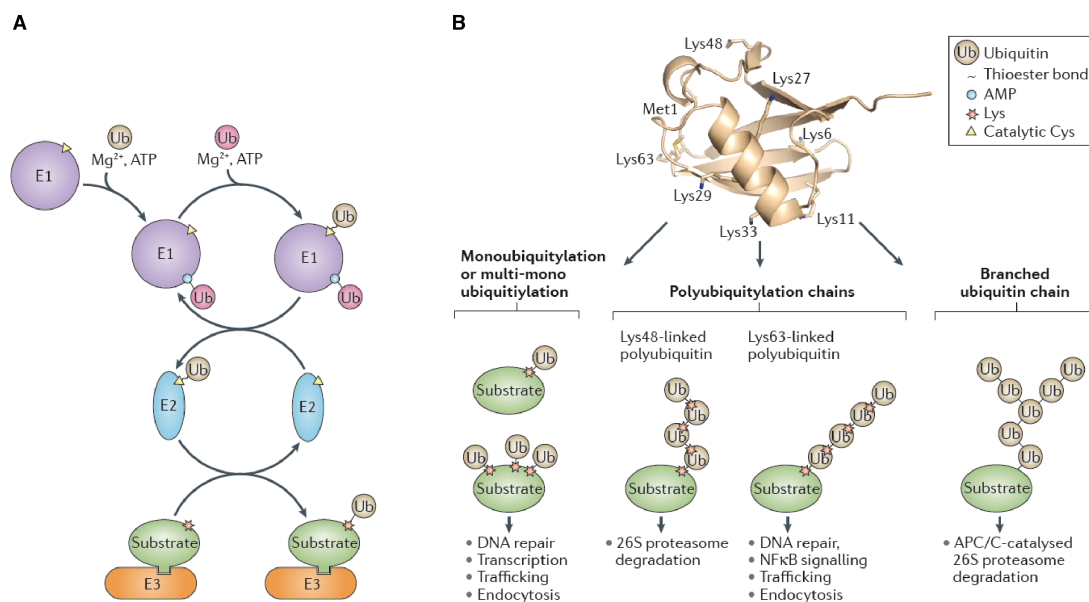 A
Ub
Ub
Mg²⁺, ATP
Mg²⁺, ATP
E1
Ub
E1
E1
Ub
Ub
Ub
E2
E2
Ub
Substrate
Substrate
E3
E3
B
Lys48
Lys27
Met1
Lys6
Lys63
Lys29
Lys33
Lys11
Ub Ubiquitin
~ Thioester bond
AMP
Lys
Catalytic Cys
Monoubiquitylation
or multi-mono
ubiquitiylation
Polyubiquitylation chains
Branched
ubiquitin chain
Lys48-linked
polyubiquitin
Lys63-linked
polyubiquitin
Ub
Substrate
Ub
Ub
Ub
Substrate
Ub
Ub
Ub
Ub
Substrate
Ub
Ub
Ub
Ub
Substrate
Ub
Ub
Ub
Ub
Ub
Ub
Ub
Substrate
• DNA repair
• Transcription
• Trafficking
• Endocytosis
• 26S proteasome
degradation
• DNA repair,
• NFκB signalling
• Trafficking
• Endocytosis
• APC/C-catalysed
26S proteasome
degradation